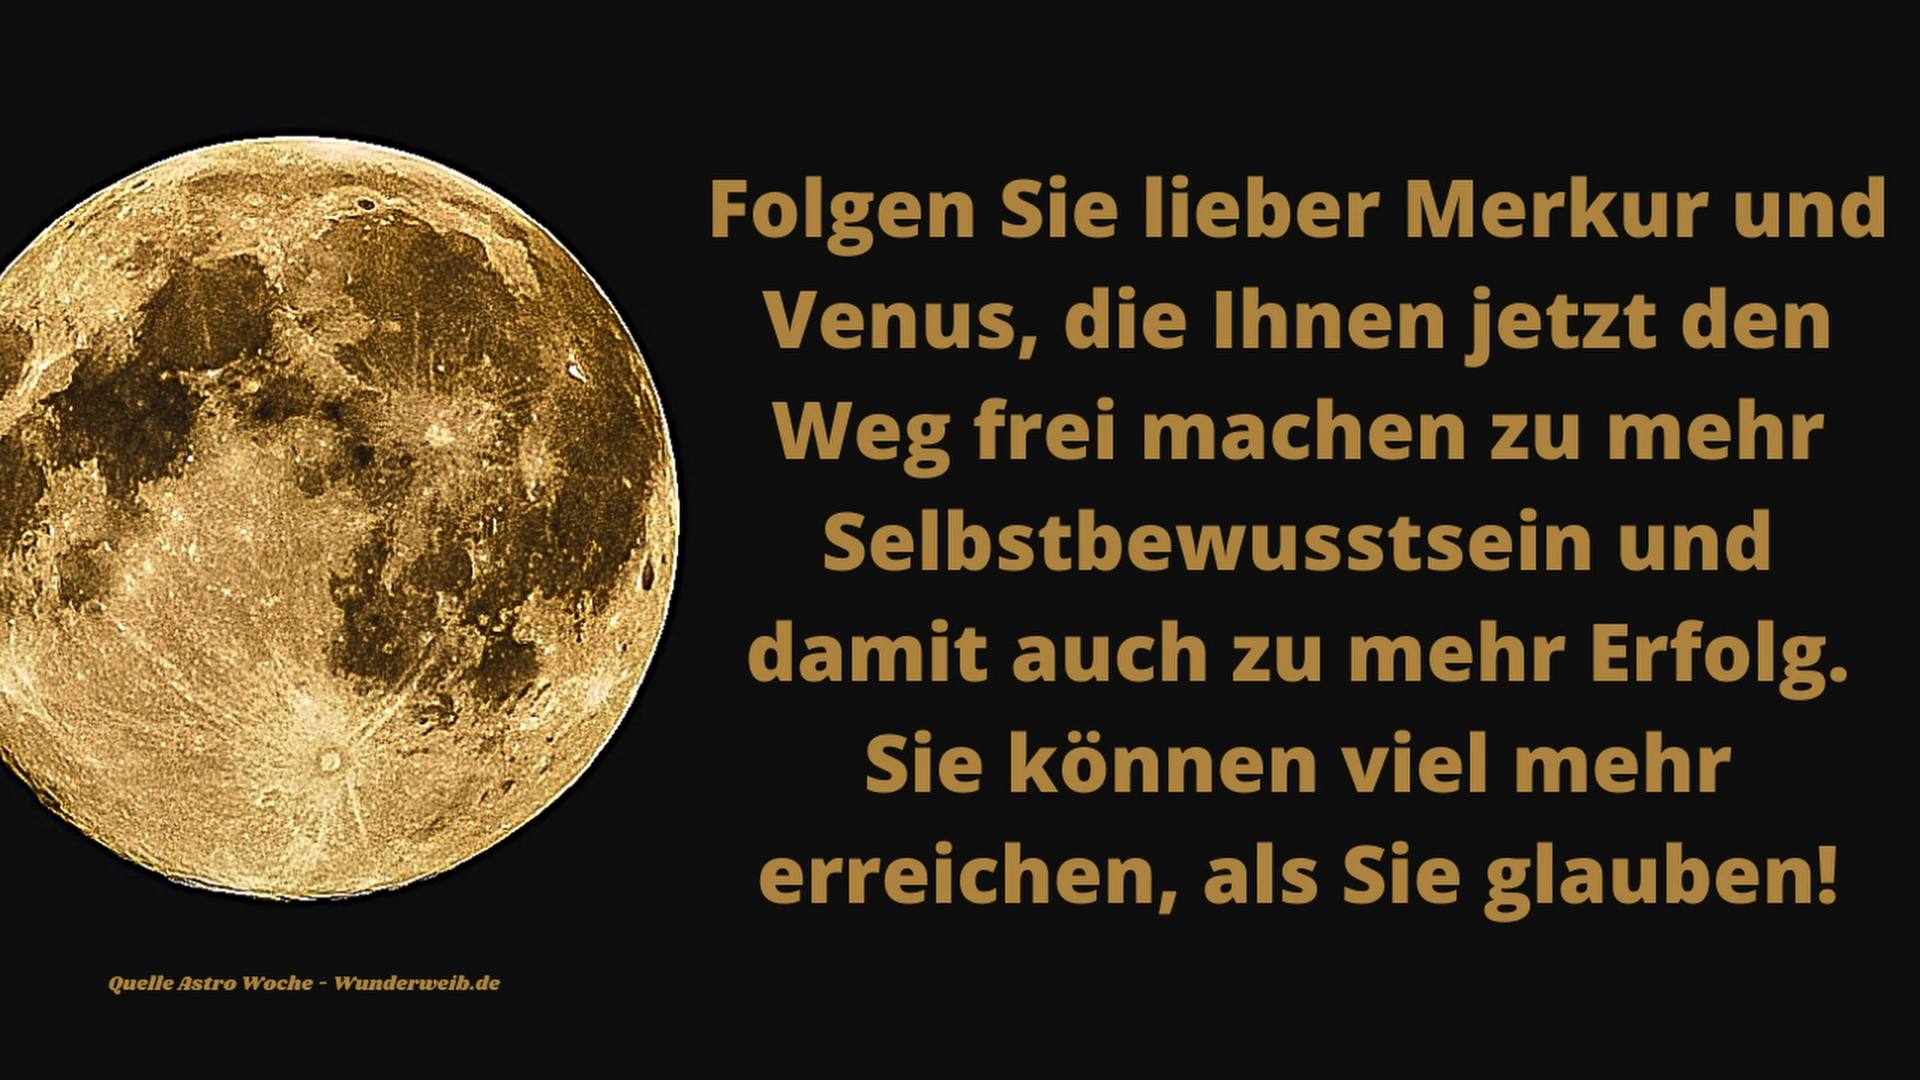 Folgen Sie lieber Merkur und
Venus, die Ihnen jetzt den
Weg frei machen zu mehr
Selbstbewusstsein und
damit auch zu mehr Erfolg.
Sie können viel mehr
erreichen, als Sie glauben!
Quelle Astro Woche - Wunderweib.de